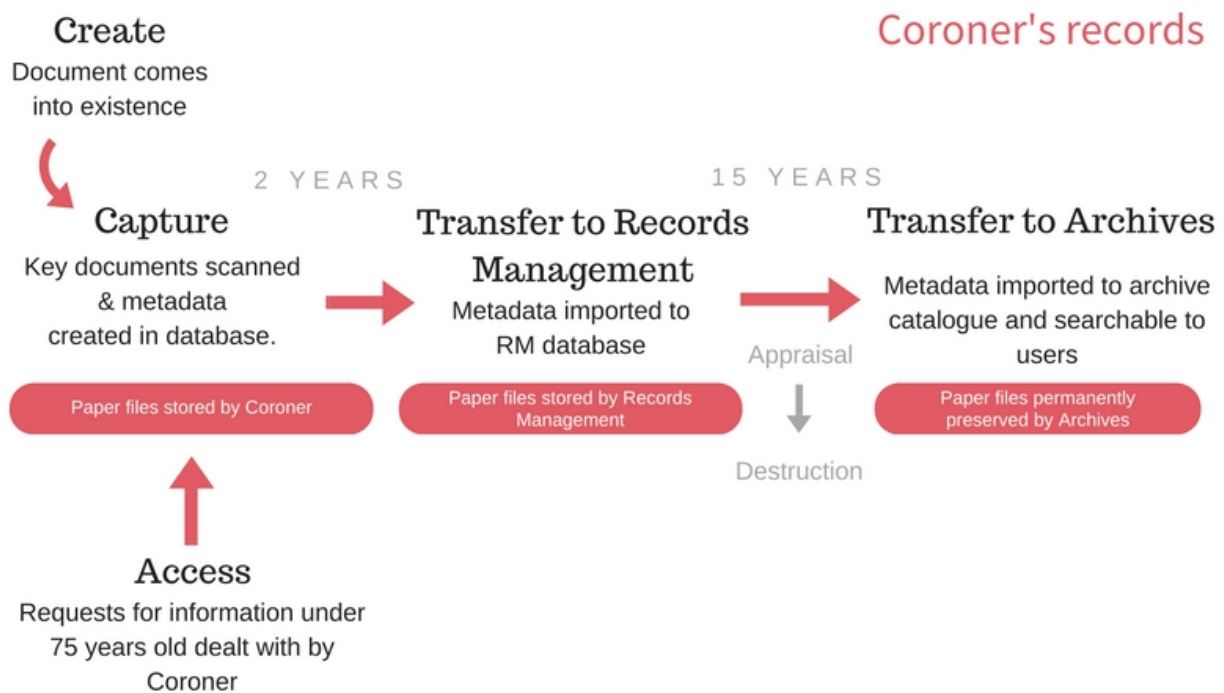 Coroner's records
Create
Document comes
into existence
2 YEARS
15 YEARS
Capture
Key documents scanned
& metadata
created in database.
Paper files stored by Coroner
Transfer to Records
Management
Metadata imported to
RM database
Paper files stored by Records
Management
Appraisal
Destruction
Transfer to Archives
Metadata imported to archive
catalogue and searchable to
users
Paper files permanently
preserved by Archives
Access
Requests for information under
75 years old dealt with by
Coroner